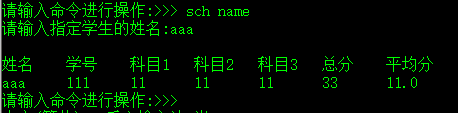 请输入命令进行操作:>>> sch name
请输入指定学生的姓名:aaa
姓名 学号 科目1 科目2 科目3 总分 平均分
aaa 111 11 11 11 33 11.0
请输入命令进行操作:>>>